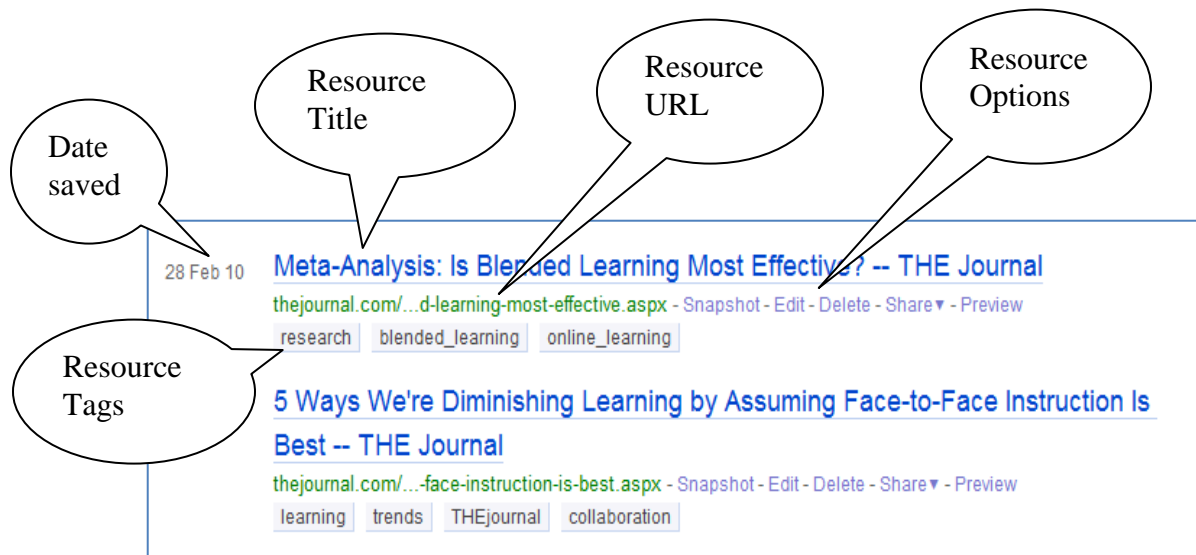 Resource
Title
Resource
URL
Resource
Options
Date
saved
28 Feb 10
Meta-Analysis: Is Blended Learning Most Effective? -- THE Journal
thejournal.com/...d-learning-most-effective.aspx - Snapshot - Edit - Delete - Share▼ - Preview
research blended_learning online_learning
Resource
Tags
5 Ways We're Diminishing Learning by Assuming Face-to-Face Instruction Is
Best -- THE Journal
thejournal.com/...-face-instruction-is-best.aspx - Snapshot - Edit - Delete - Share▼ - Preview
learning trends THEjournal collaboration